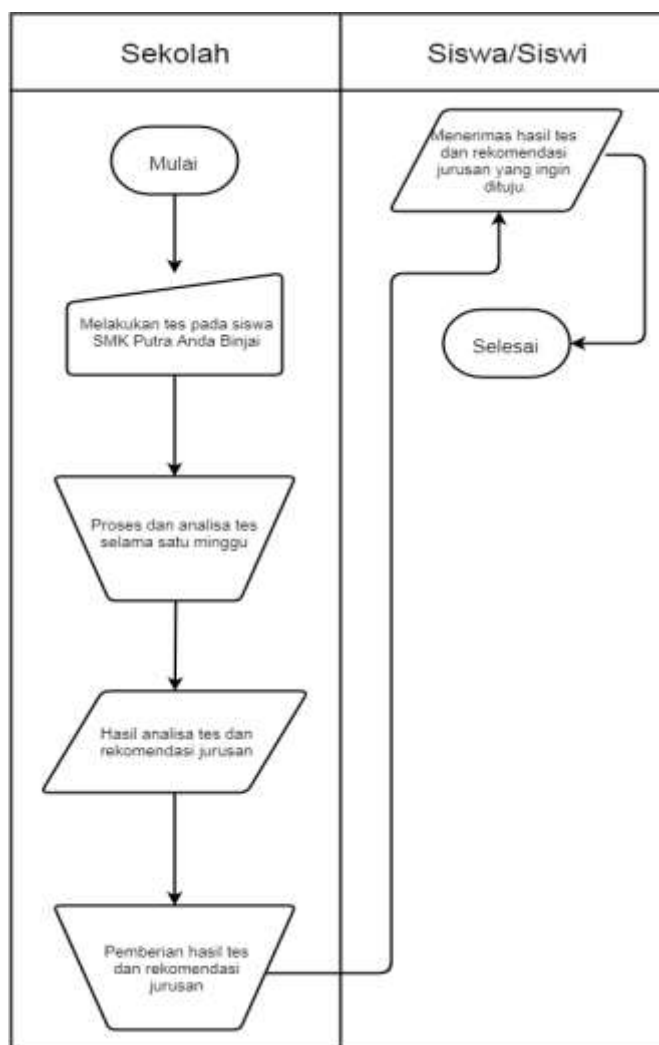 Sekolah
Siswa/Siswi
Mulai
Melakukan tes pada siswa
SMK Putra Anda Binjai
Proses dan analisa tes
selama satu minggu
Hasil analisa tes dan
rekomendasi jurusan
Pemberian hasil tes
dan rekomendasi
jurusan
Menerimas hasil tes
dan rekomendasi
jurusan yang ingin
dituju
Selesai